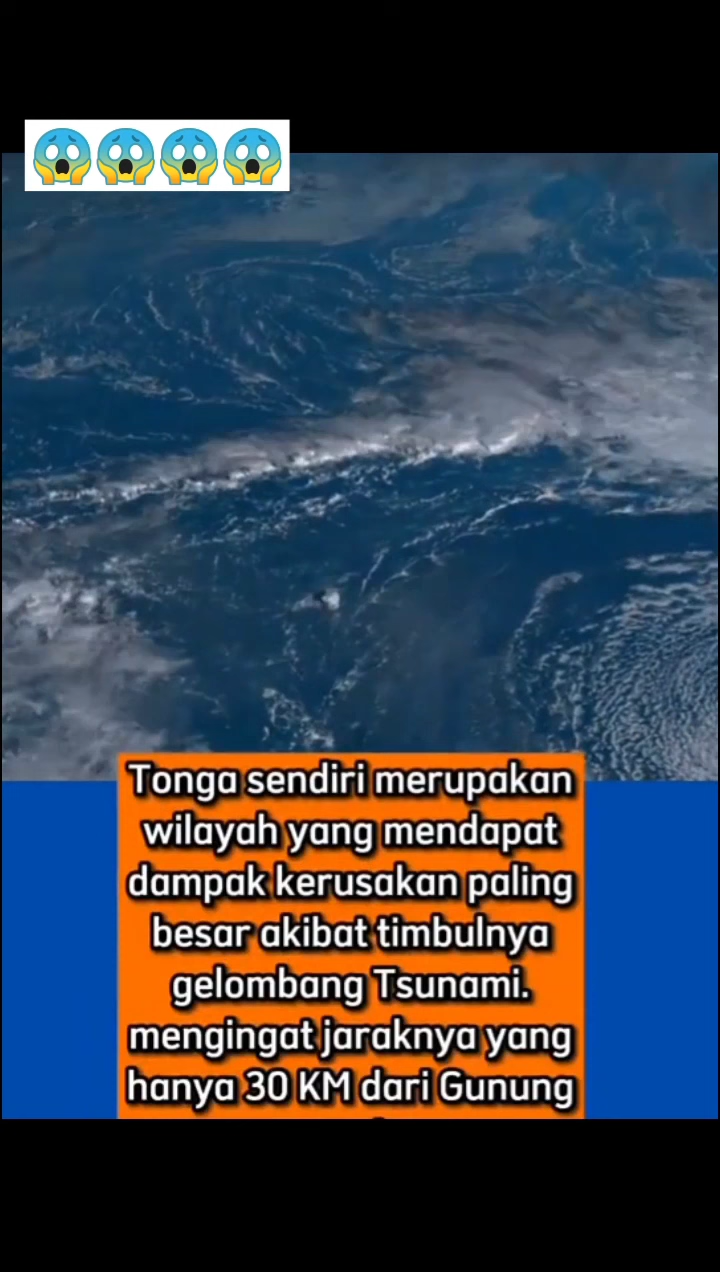 😱😱😱😱
Tonga sendiri merupakan
wilayah yang mendapat
dampak kerusakan paling
besar akibat timbulnya
gelombang Tsunami.
mengingat jaraknya yang
hanya 30 KM dari Gunung